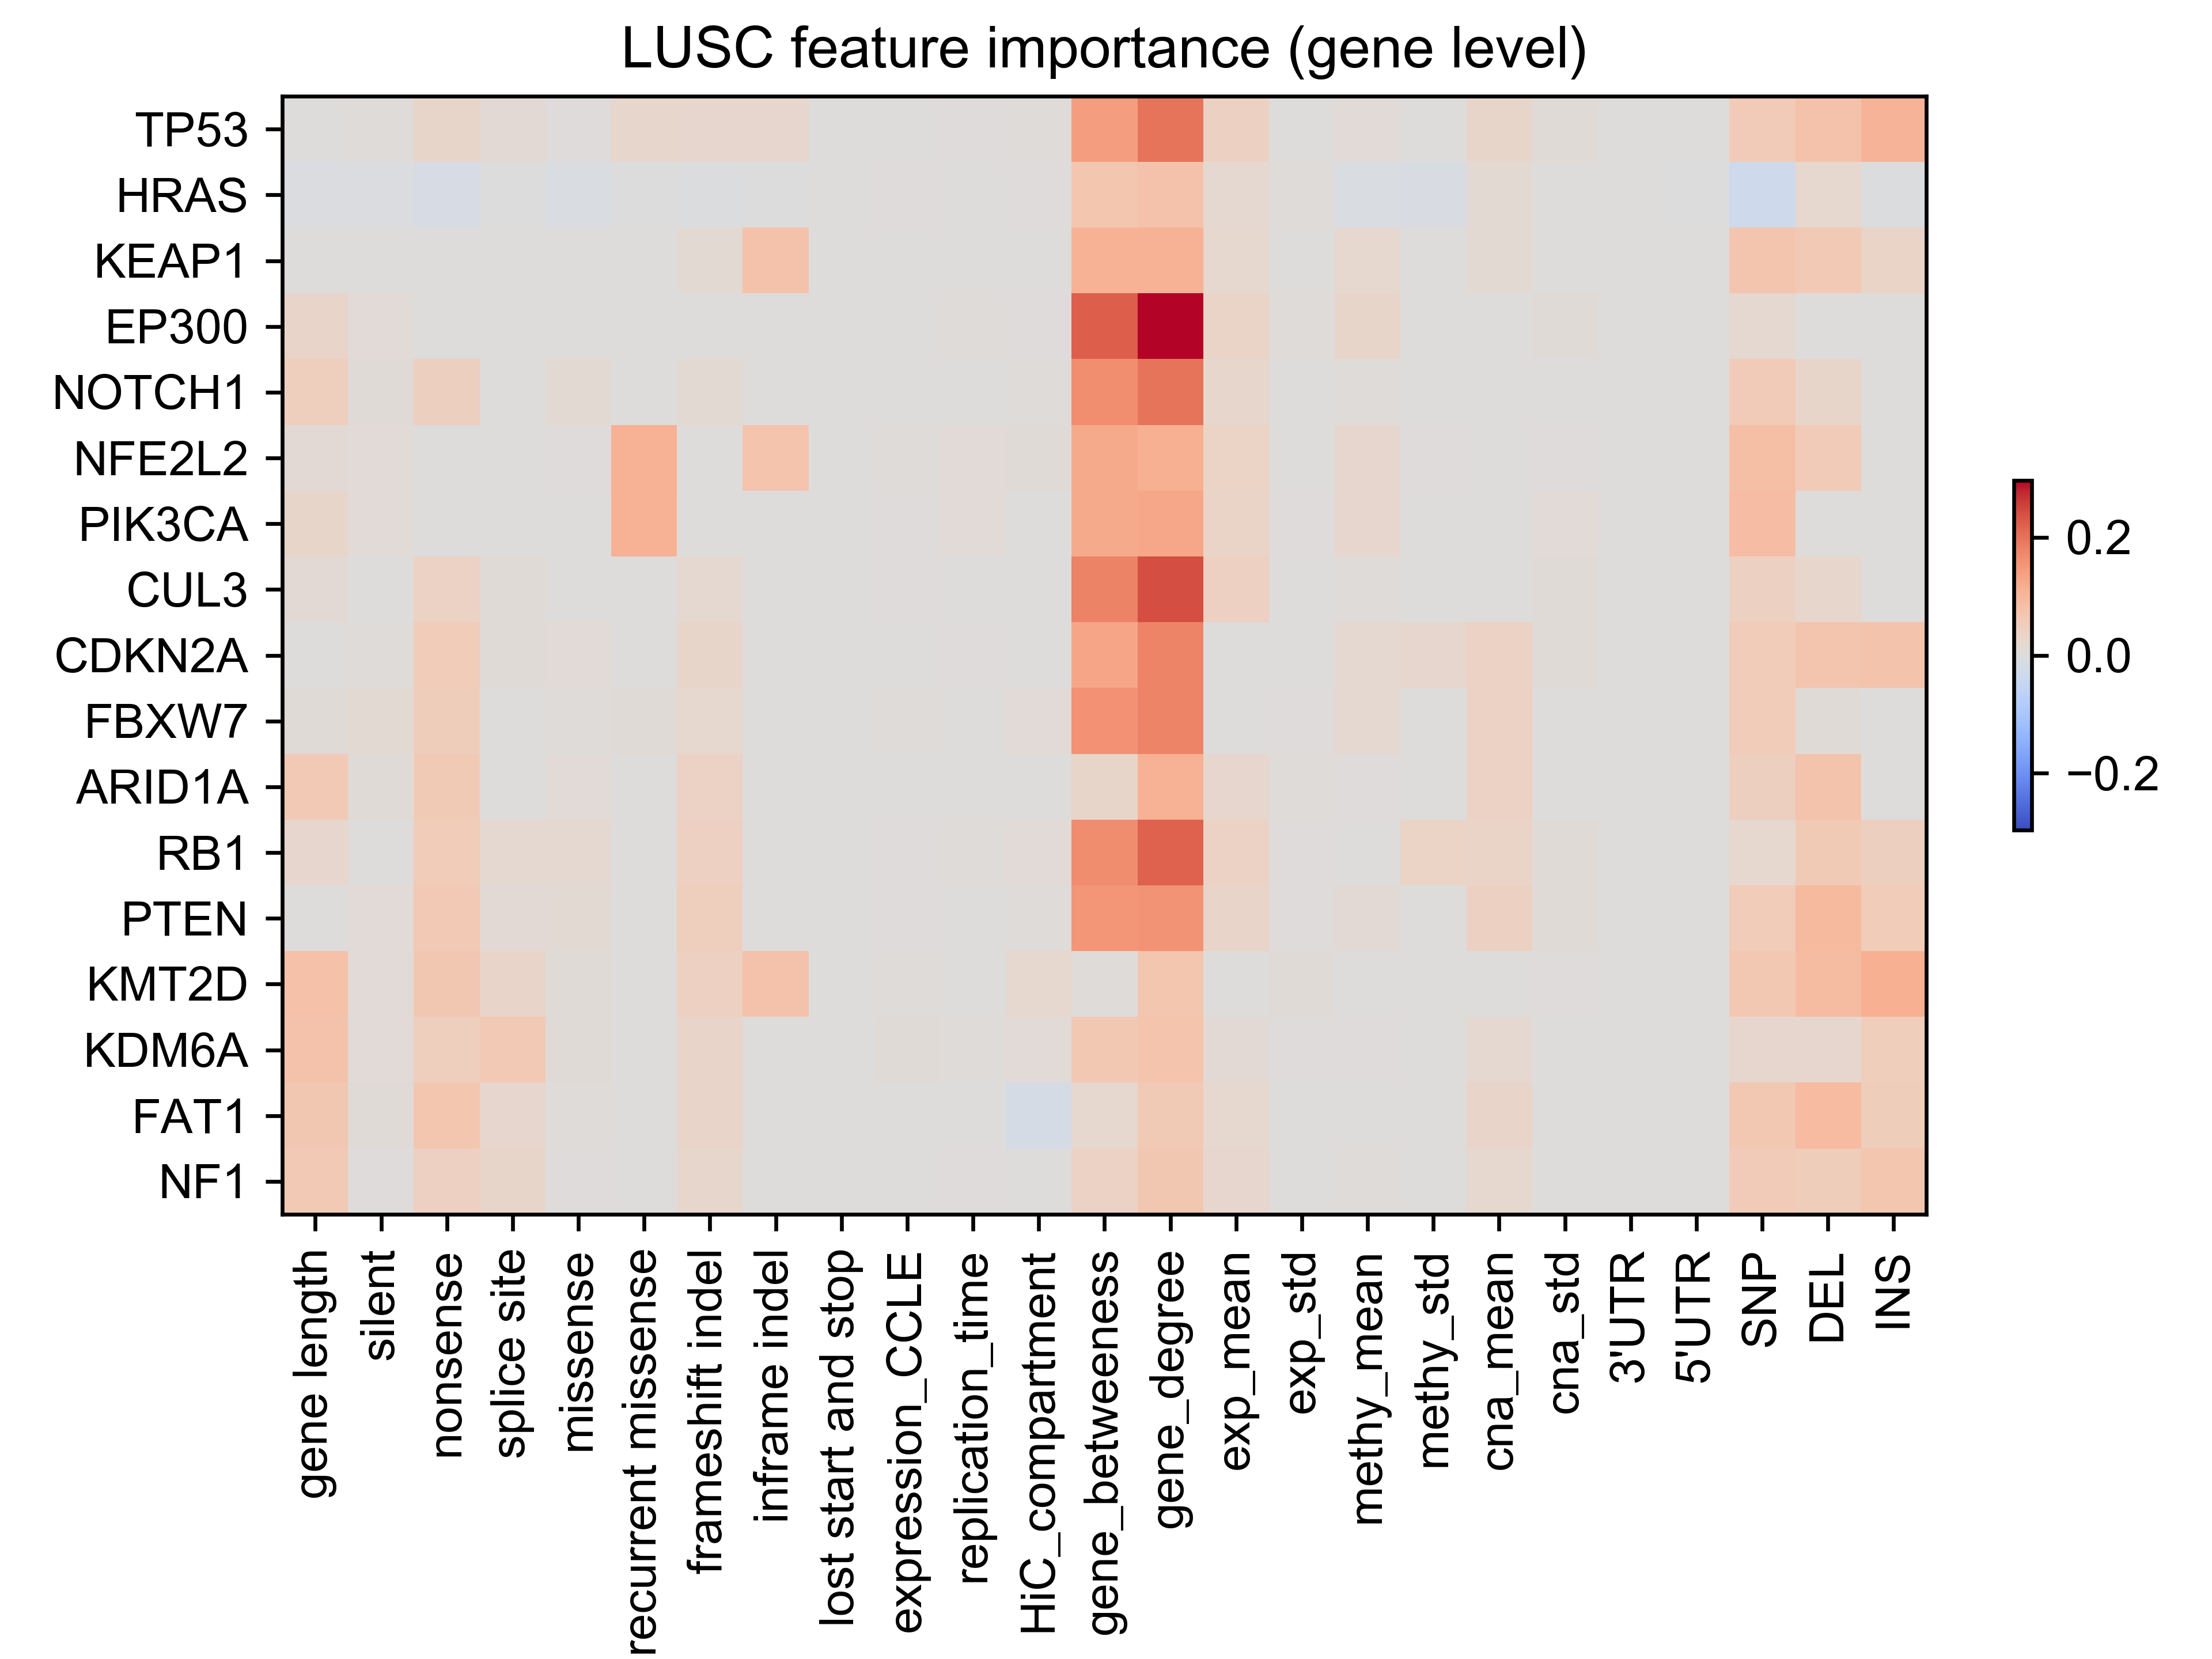 LUSC feature importance (gene level)
TP53
HRAS
KEAP1
EP300
NOTCH1
NFE2L2
PIK3CA
CUL3
CDKN2A
FBXW7
ARID1A
RB1
PTEN
KMT2D
KDM6A
FAT1
NF1
gene length
silent
nonsense
splice site
missense
recurrent missense
frameshift indel
inframe indel
lost start and stop
expression_CCLE
replication_time
HiC_compartment
gene_betweeness
gene_degree
exp_mean
exp_std
methy_mean
methy_std
cna_mean
cna_std
3'UTR
5'UTR
SNP
DEL
INS
0.2
0.0
−0.2